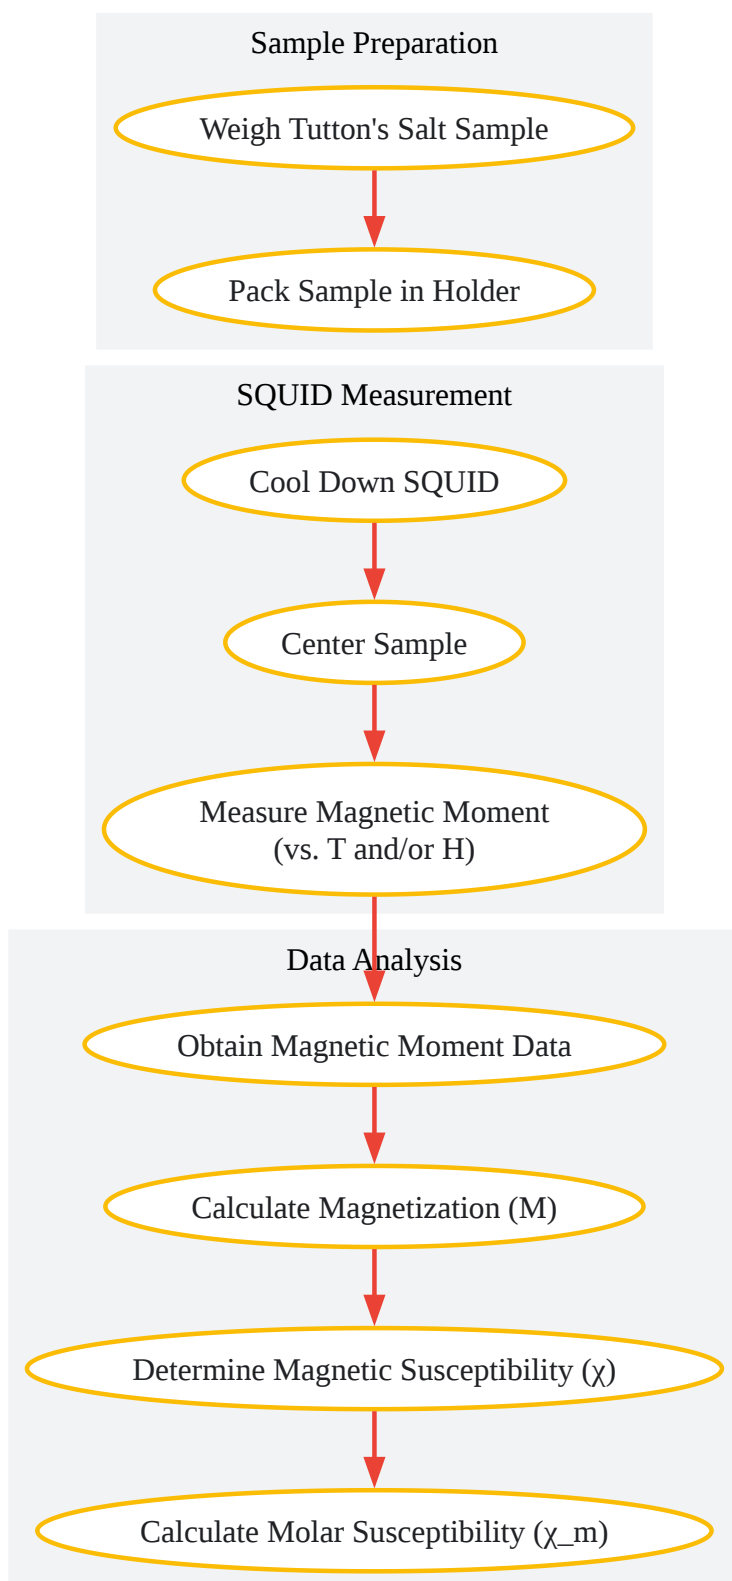 Sample Preparation
Weigh Tutton's Salt Sample
Pack Sample in Holder
SQUID Measurement
Cool Down SQUID
Center Sample
Measure Magnetic Moment
(vs. T and/or H)
Data Analysis
Obtain Magnetic Moment Data
Calculate Magnetization (M)
Determine Magnetic Susceptibility (χ)
Calculate Molar Susceptibility (χ_m)